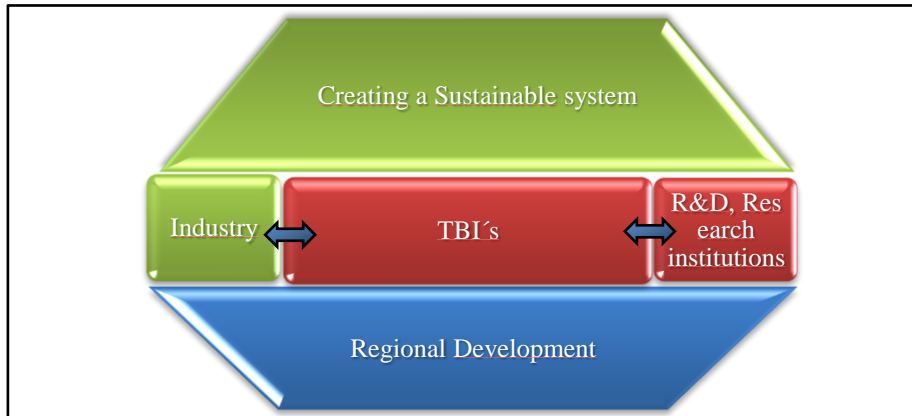 Creating a Sustainable system
Industry
TBI´s
R&D, Res
earch
institutions
Regional Development